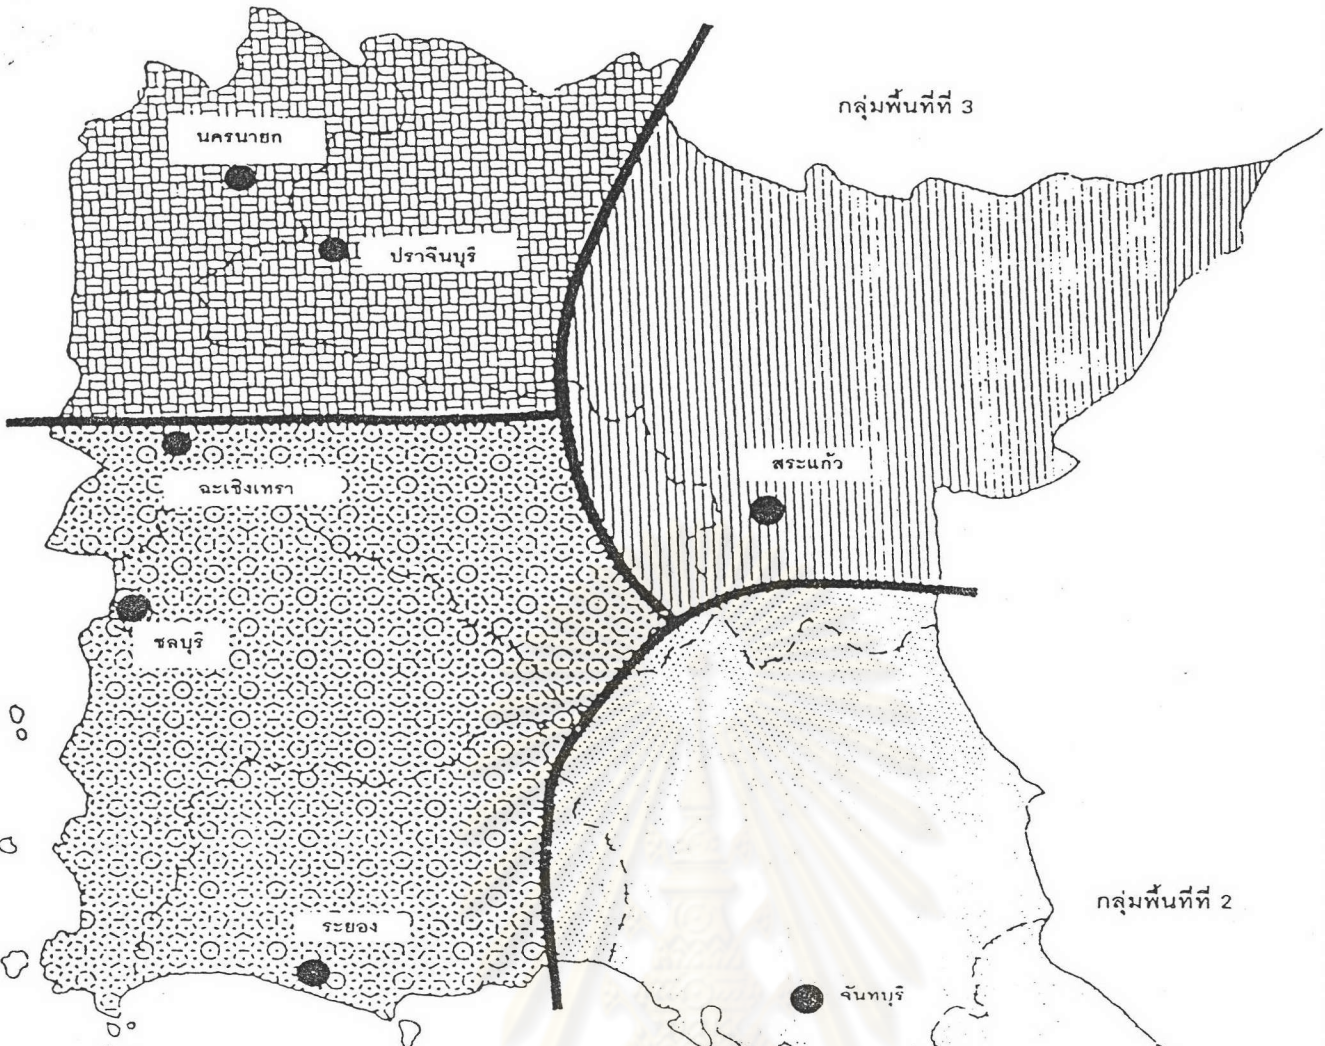 กลุ่มพื้นที่ที่ 3
นครนายก
ปราจีนบุรี
สระแก้ว
ฉะเชิงเทรา
ชลบุรี
กลุ่มพื้นที่ที่ 2
ระยอง
จันทบุรี